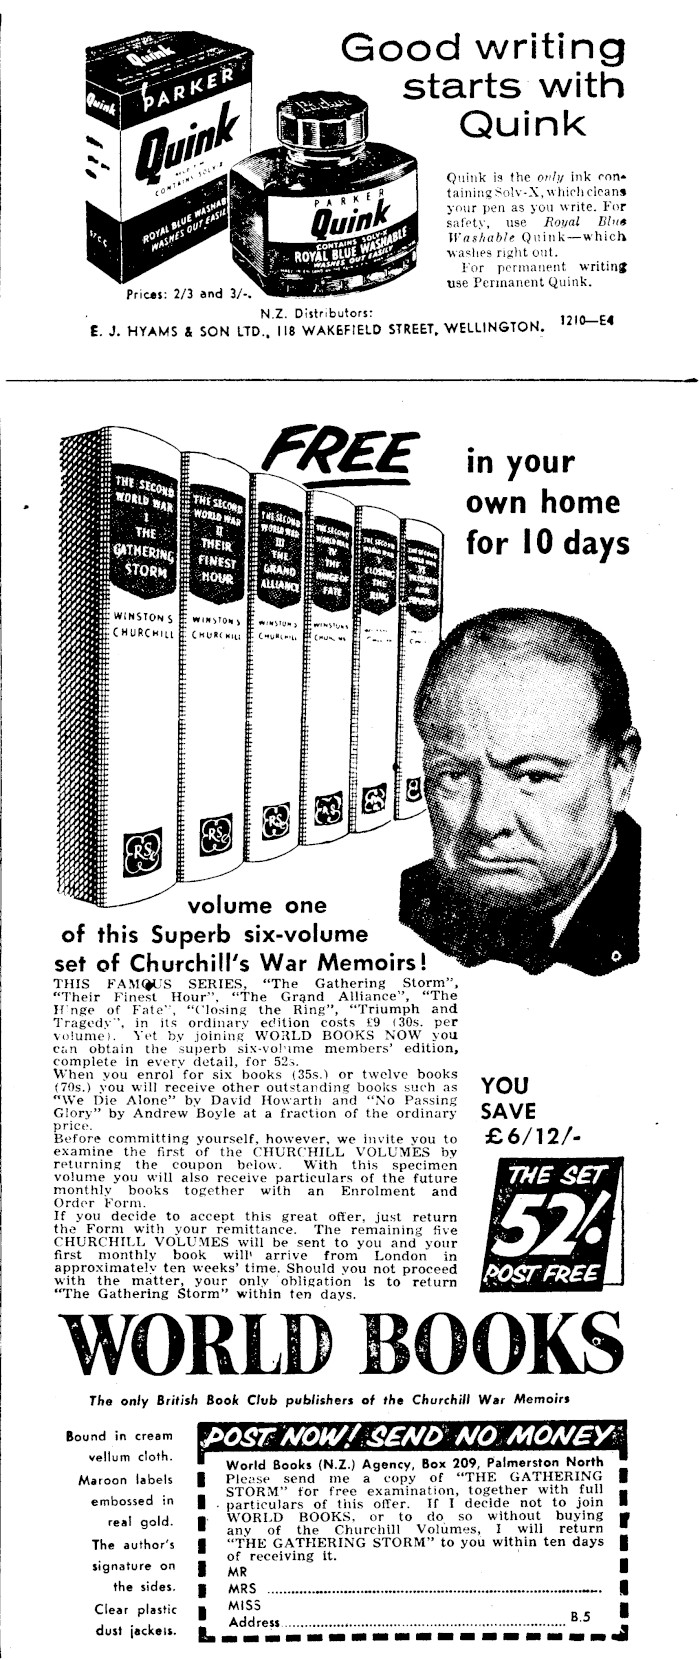 Quink
PARKER
Quink
Quink
CONTAINS SOLV-X
ROYAL BLUE WASHAB
WASHES OUT EASIL
Parker
PARKER
Quink
CONTAINS SOLV-X
ROYAL BLUE WASHABLE
WASHES OUT EASILY
Good writing
starts with
Quink
Quink is the only ink con-
taining Solv-X, which cleans
your pen as you write. For
safety, use Royal Blue
Washable Quink—which
washes right out.
For permanent writing
use Permanent Quink.
Prices: 2/3 and 3/-.
N.Z. Distributors:
E. J. HYAMS & SON LTD., 118 WAKEFIELD STREET, WELLINGTON.
1210—E4
FREE
in your
own home
for 10 days
THE SECOND
WORLD WAR
I
THE
GATHERING
STORM
WINSTON S
CHURCHILL
RS
THE SECOND
WORLD WAR
II
THEIR
FINEST
HOUR
WINSTON S
CHURCHILL
RS
THE SECOND
WORLD WAR
III
THE
GRAND
ALLIANCE
WINSTON S
CHURCHILL
RS
THE SECOND
WORLD WAR
IV
THE
HINGE OF
FATE
WINSTON S
CHURCHILL
THE SECOND
WORLD WAR
CLOSING
THE
RING
volume one
of this Superb six-volume
set of Churchill's War Memoirs!
THIS FAMOUS SERIES, "The Gathering Storm",
"Their Finest Hour", "The Grand Alliance", "The
Hinge of Fate", "Closing the Ring", "Triumph and
Tragedy", in its ordinary edition costs £9 (30s. per
volume). Yet by joining WORLD BOOKS NOW you
can obtain the superb six-volume members' edition,
complete in every detail, for 52s.
When you enrol for six books (35s.) or twelve books
(70s.) you will receive other outstanding books such as
"We Die Alone" by David Howarth and "No Passing
Glory" by Andrew Boyle at a fraction of the ordinary
price.
Before committing yourself, however, we invite you to
examine the first of the CHURCHILL VOLUMES by
returning the coupon below. With this specimen
volume you will also receive particulars of the future
monthly books together with an Enrolment and
Order Form.
If you decide to accept this great offer, just return
the Form with your remittance. The remaining five
CHURCHILL VOLUMES will be sent to you and your
first monthly book will arrive from London in
approximately ten weeks' time. Should you not proceed
with the matter, your only obligation is to return
"The Gathering Storm" within ten days.
YOU
SAVE
£6/12/-
THE SET
52/-
POST FREE
WORLD BOOKS
The only British Book Club publishers of the Churchill War Memoirs
Bound in cream
vellum cloth.
Maroon labels
embossed in
real gold.
The author's
signature on
the sides.
Clear plastic
dust jackets.
POST NOW! SEND NO MONEY
World Books (N.Z.) Agency, Box 209, Palmerston North
Please send me a copy of "THE GATHERING
STORM" for free examination, together with full
particulars of this offer. If I decide not to join
WORLD BOOKS, or to do so without buying
any of the Churchill Volumes, I will return
"THE GATHERING STORM" to you within ten days
of receiving it.
MR
MRS ..........
MISS
Address.......... B.5